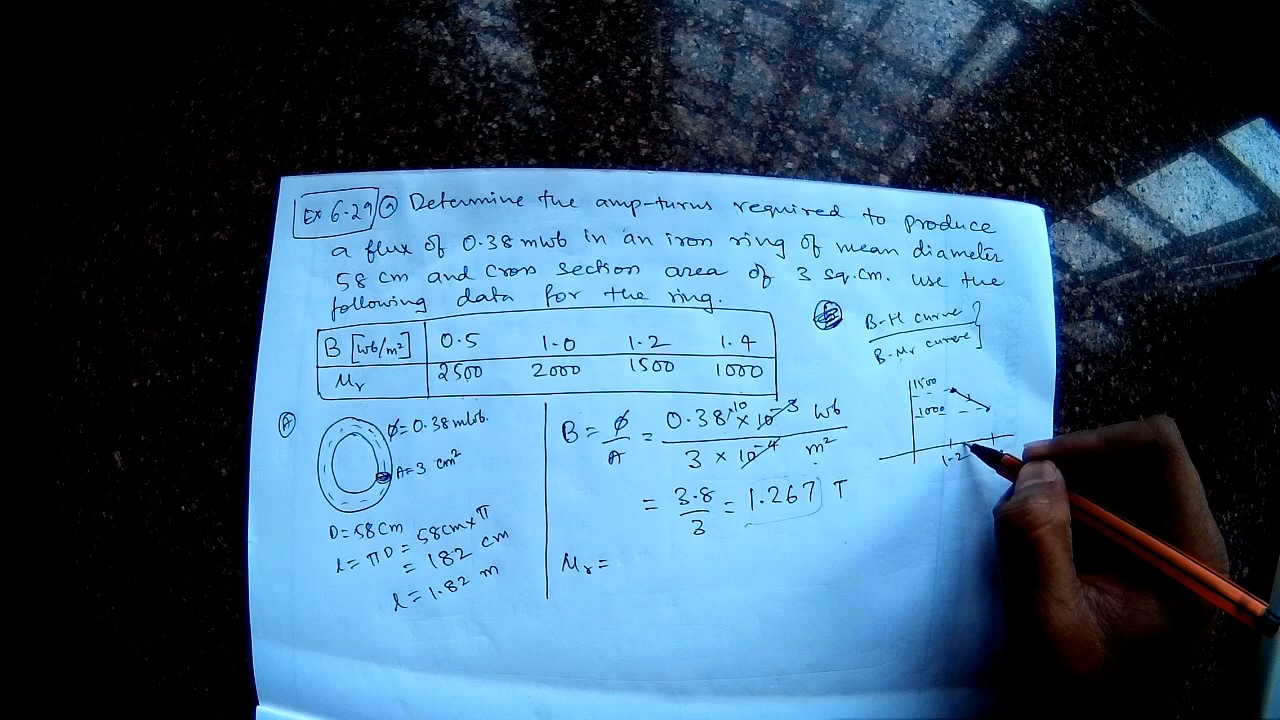 Ex 6.29 a Determine the amp-turns required to produce
a flux of 0.38 mwb in an iron ring of mean diameter
58 cm and Cross section area of 3 sq.cm. use the
following data for the ring.
B [wb/m²] 0.5 1.0 1.2 1.4
μr 2500 2000 1500 1000
B-H curve
B-μr curve
A
φ = 0.38 mwb.
A = 3 cm²
D = 58 cm
l = πD = 58cm × π
= 182 cm
l = 1.82 m
B = φ/A = 0.38 × 10⁻³ wb / 3 × 10⁻⁴ m²
10
= 3.8/3 = 1.267 T
μr =
1500
1000
1.2